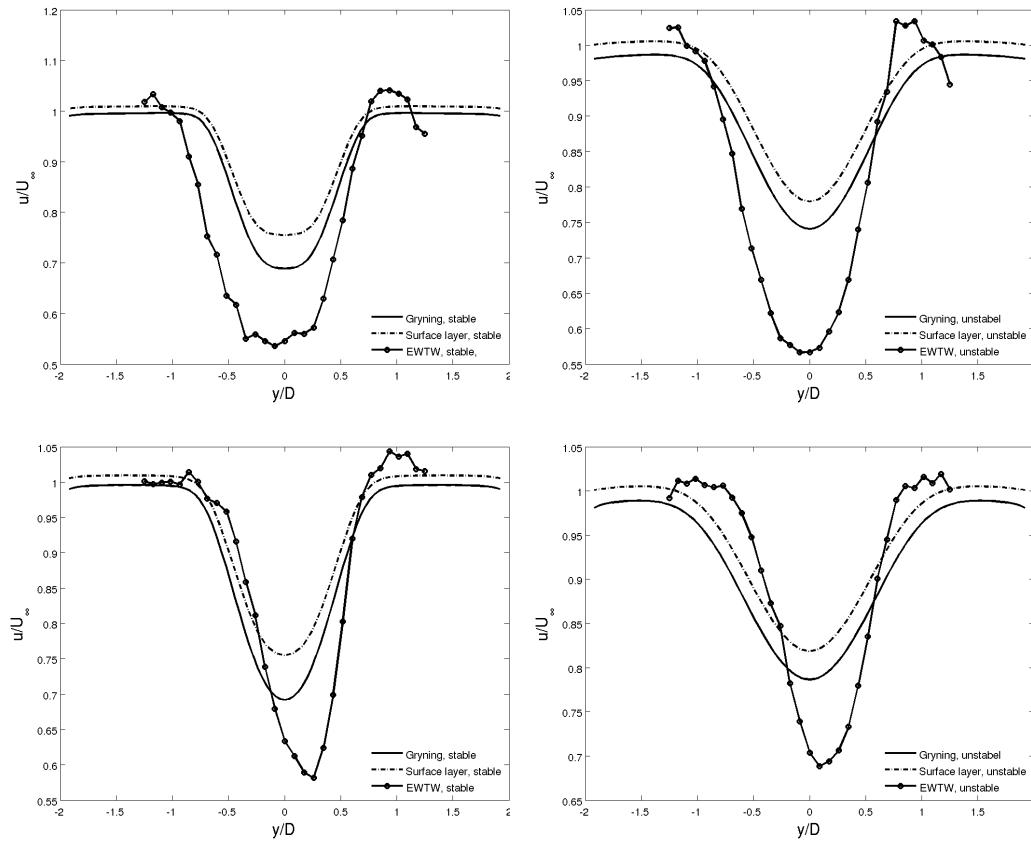 1.2
1.1
1
0.9
0.8
0.7
0.6
0.5
u/U∞
-2 -1.5 -1 -0.5 0 0.5 1 1.5 2
y/D
Gryning, stable
Surface layer, stable
EWTW, stable,
1.05
1
0.95
0.9
0.85
0.8
0.75
0.7
0.65
0.6
0.55
u/U∞
-2 -1.5 -1 -0.5 0 0.5 1 1.5
y/D
Gryning, unstabel
Surface layer, unstable
EWTW, unstable
1.05
1
0.95
0.9
0.85
0.8
0.75
0.7
0.65
0.6
0.55
u/U∞
-2 -1.5 -1 -0.5 0 0.5 1 1.5 2
y/D
Gryning, stable
Surface layer, stable
EWTW, stable
1.05
1
0.95
0.9
0.85
0.8
0.75
0.7
0.65
u/U∞
-2 -1.5 -1 -0.5 0 0.5 1 1.5
y/D
Gryning, unstabel
Surface layer, unstable
EWTW, unstable